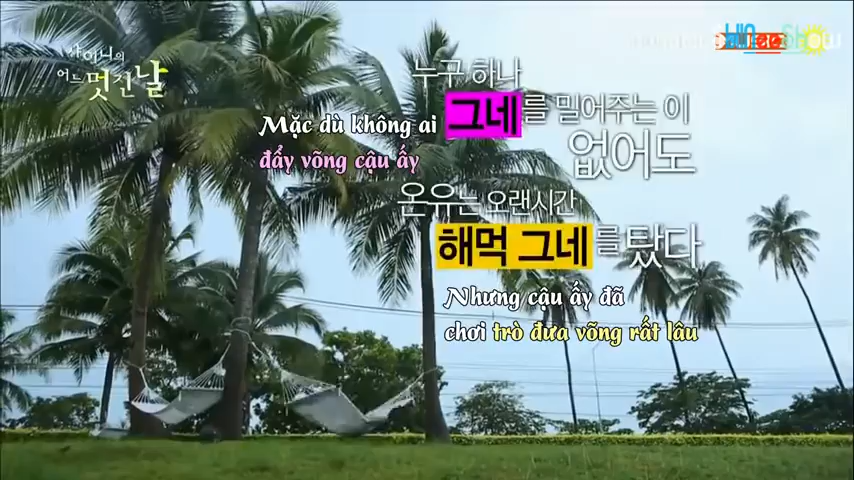 샤이니의
어느 멋진 날
누구 하나
그네를 밀어주는 이
없어도
Mặc dù không ai
đẩy võng cậu ấy
온유는 오랜시간
해먹 그네를 탔다
Nhưng cậu ấy đã
chơi trò đưa võng rất lâu